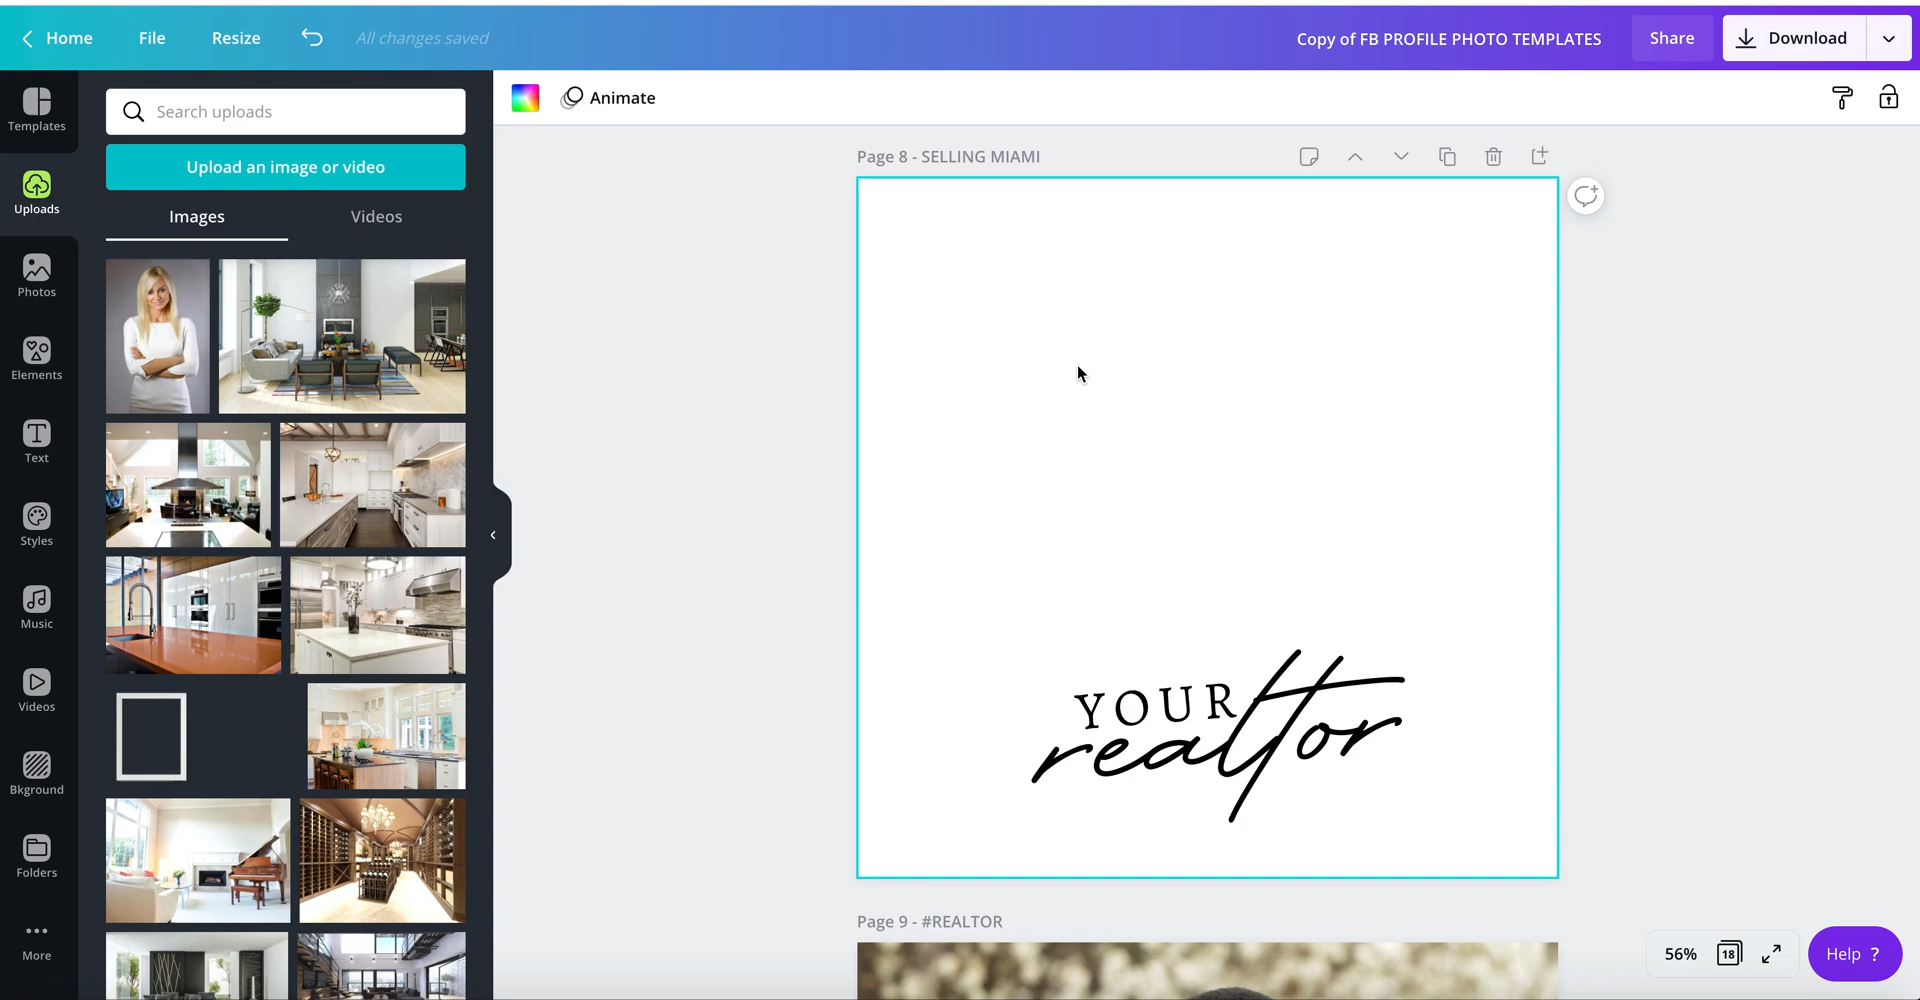 Home
File
Resize
All changes saved
Copy of FB PROFILE PHOTO TEMPLATES
Share
Download
Templates
Uploads
Photos
Elements
Text
Styles
Music
Videos
Bkground
Folders
More
Search uploads
Upload an image or video
Images
Videos
Animate
Page 8 - SELLING MIAMI
YOUR
realtor
Page 9 - #REALTOR
56%
18
Help ?